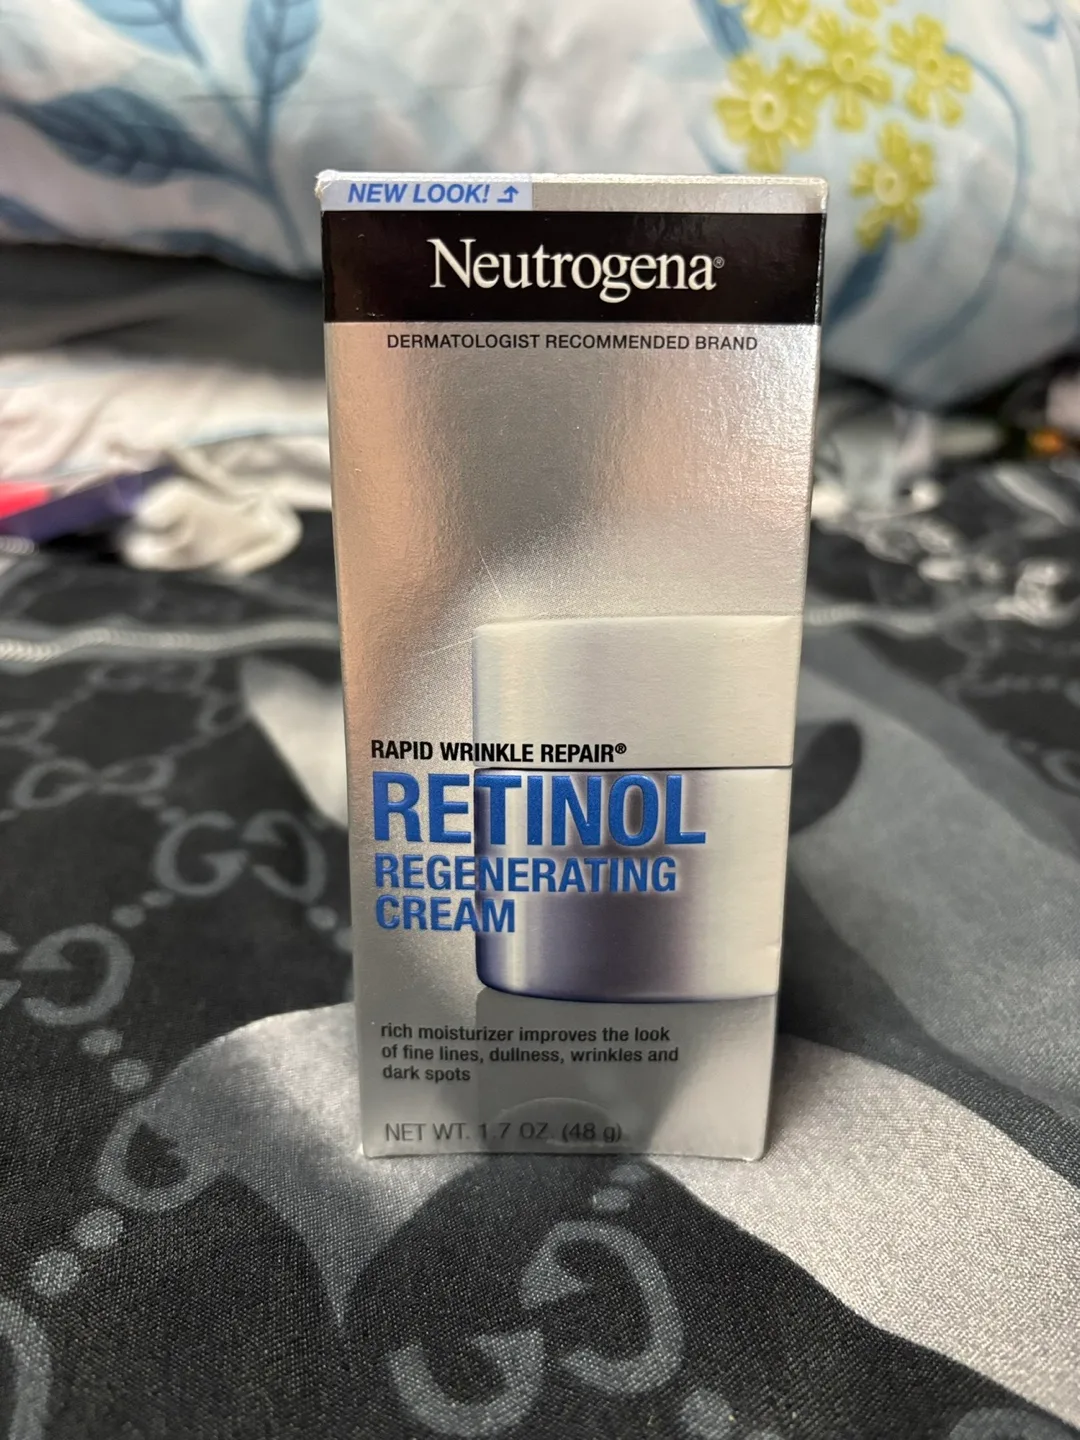 NEW LOOK!
Neutrogena®
DERMATOLOGIST RECOMMENDED BRAND
RAPID WRINKLE REPAIR®
RETINOL
REGENERATING
CREAM
rich moisturizer improves the look
of fine lines, dullness, wrinkles and
dark spots
NET WT. 1.7 OZ. (48 g)